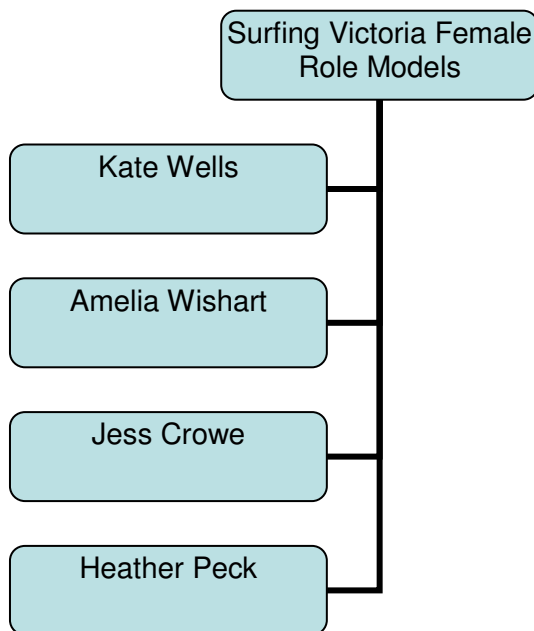 Surfing Victoria Female
Role Models
Kate Wells
Amelia Wishart
Jess Crowe
Heather Peck